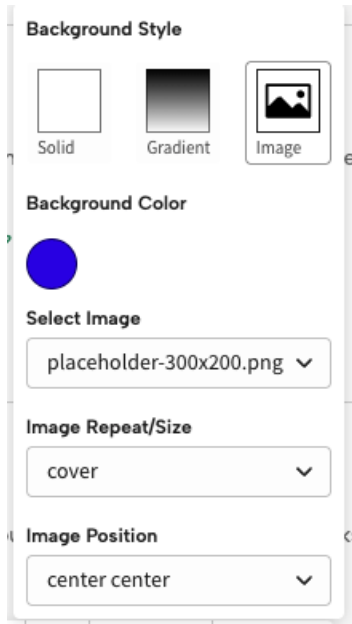 Background Style
Solid Gradient Image
Background Color
Select Image
placeholder-300x200.png
Image Repeat/Size
cover
Image Position
center center